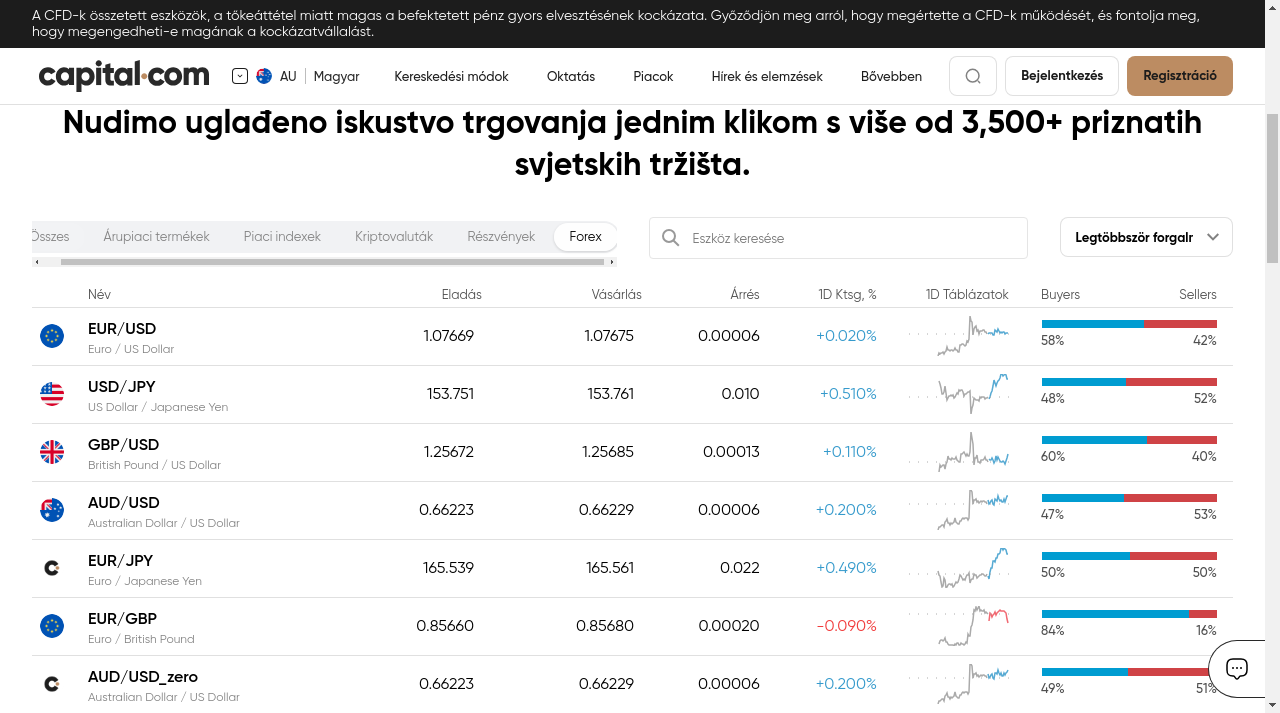 A CFD-k összetett eszközök, a tőkeáttétel miatt magas a befektetett pénz gyors elvesztésének kockázata. Győződjön meg arról, hogy megértette a CFD-k működését, és fontolja meg,
hogy megengedheti-e magának a kockázatvállalást.
capital.com AU Magyar Kereskedési módok Oktatás Piacok Hírek és elemzések Bővebben Bejelentkezés Regisztráció
Nudimo uglađeno iskustvo trgovanja jednim klikom s više od 3,500+ priznatih
svjetskih tržišta.
Összes Árupiaci termékek Piaci indexek Kriptovaluták Részvények Forex Eszköz keresése Legtöbbször forgalr
Név Eladás Vásárlás Árrés 1D Ktsg, % 1D Táblázatok Buyers Sellers
EUR/USD 1.07669 1.07675 0.00006 +0.020%
Euro / US Dollar 58% 42%
USD/JPY 153.751 153.761 0.010 +0.510%
US Dollar / Japanese Yen 48% 52%
GBP/USD 1.25672 1.25685 0.00013 +0.110%
British Pound / US Dollar 60% 40%
AUD/USD 0.66223 0.66229 0.00006 +0.200%
Australian Dollar / US Dollar 47% 53%
EUR/JPY 165.539 165.561 0.022 +0.490%
Euro / Japanese Yen 50% 50%
EUR/GBP 0.85660 0.85680 0.00020 -0.090%
Euro / British Pound 84% 16%
AUD/USD_zero 0.66223 0.66229 0.00006 +0.200%
Australian Dollar / US Dollar 49% 51%